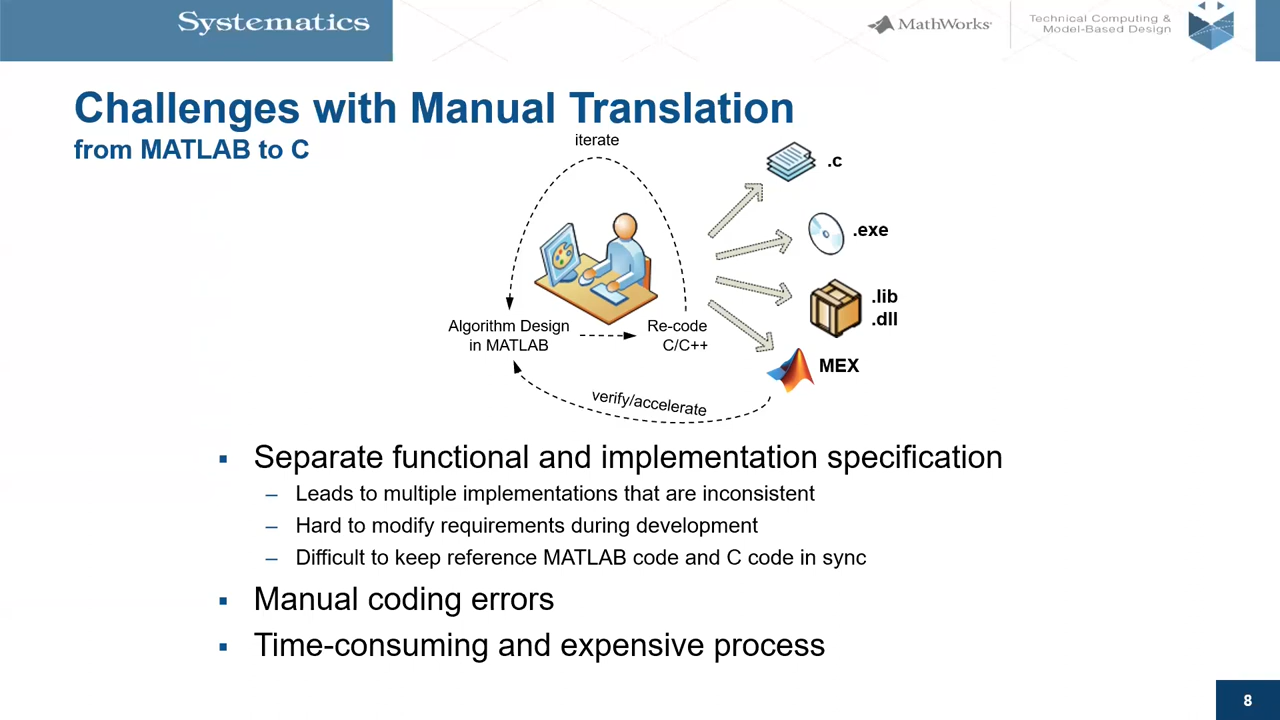 Systematics
MathWorks
Technical Computing &
Model-Based Design
Challenges with Manual Translation
from MATLAB to C
iterate
.c
.exe
.lib
.dll
Algorithm Design
in MATLAB
Re-code
C/C++
MEX
verify/accelerate
▪ Separate functional and implementation specification
– Leads to multiple implementations that are inconsistent
– Hard to modify requirements during development
– Difficult to keep reference MATLAB code and C code in sync
▪ Manual coding errors
▪ Time-consuming and expensive process
8